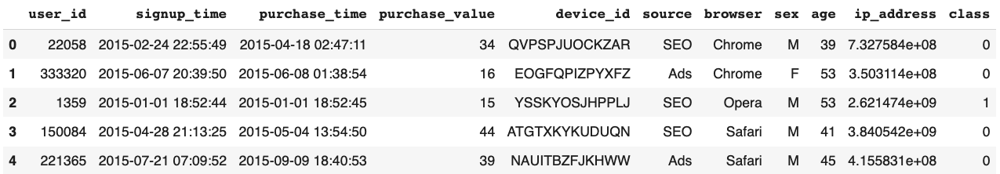 user_id signup_time purchase_time purchase_value device_id source browser sex age ip_address class
0 22058 2015-02-24 22:55:49 2015-04-18 02:47:11 34 QVPSPJUOCKZAR SEO Chrome M 39 7.327584e+08 0
1 333320 2015-06-07 20:39:50 2015-06-08 01:38:54 16 EOGFQPIZPYXFZ Ads Chrome F 53 3.503114e+08 0
2 1359 2015-01-01 18:52:44 2015-01-01 18:52:45 15 YSSKYOSJHPPLJ SEO Opera M 53 2.621474e+09 1
3 150084 2015-04-28 21:13:25 2015-05-04 13:54:50 44 ATGTXKYKUDUQN SEO Safari M 41 3.840542e+09 0
4 221365 2015-07-21 07:09:52 2015-09-09 18:40:53 39 NAUITBZFJKHWW Ads Safari M 45 4.155831e+08 0